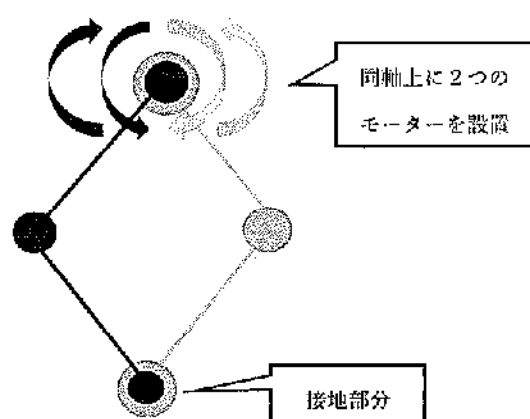 同軸上に２つの
モーターを設置
接地部分